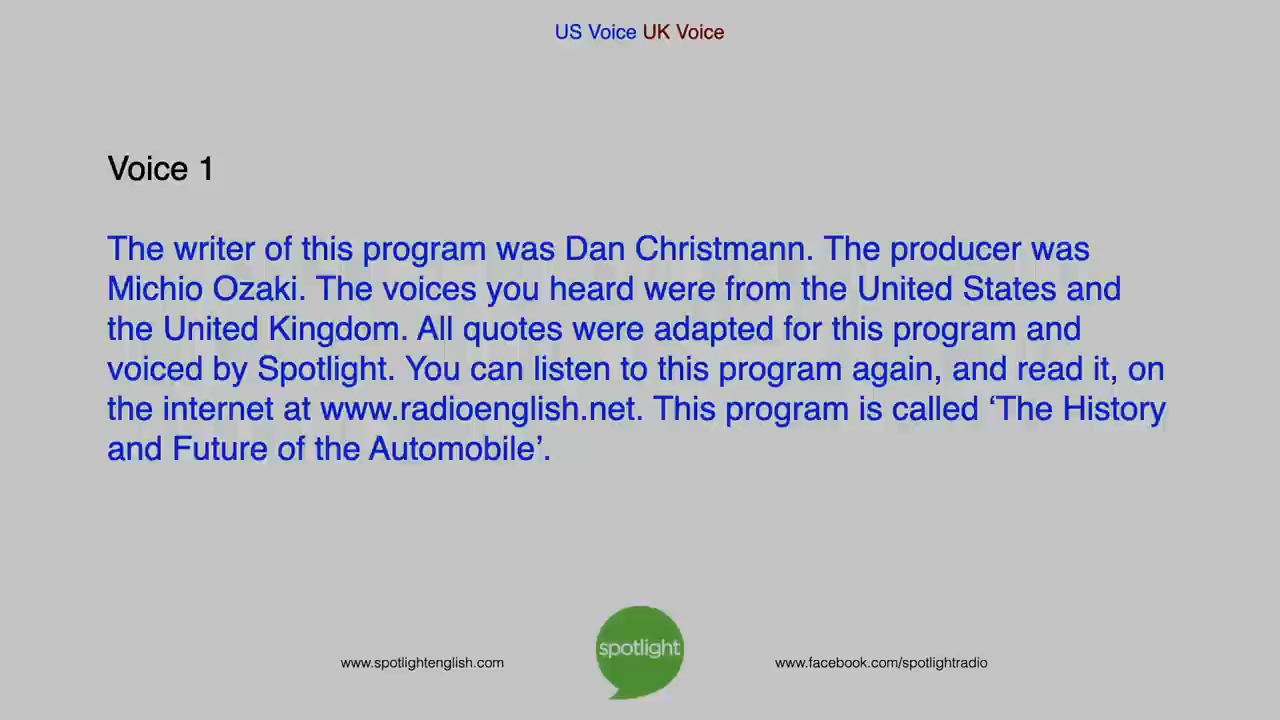 US Voice UK Voice
Voice 1
The writer of this program was Dan Christmann. The producer was
Michio Ozaki. The voices you heard were from the United States and
the United Kingdom. All quotes were adapted for this program and
voiced by Spotlight. You can listen to this program again, and read it, on
the internet at www.radioenglish.net. This program is called ‘The History
and Future of the Automobile’.
spotlight
www.spotlightenglish.com
www.facebook.com/spotlightradio